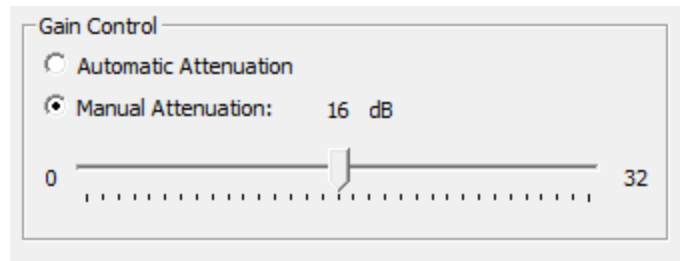 Gain Control
Automatic Attenuation
Manual Attenuation: 16 dB
0 32